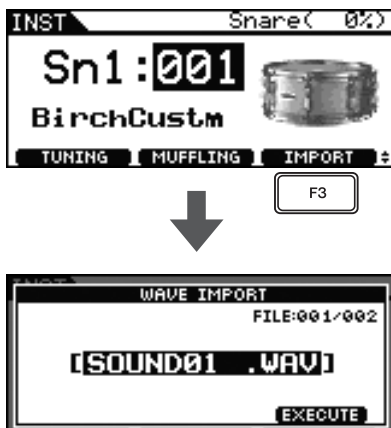 INST Snare( 0%)
Sn1:001
BirchCustm
TUNING MUFFLING IMPORT
F3
WAVE IMPORT
FILE:001/002
[SOUND01 .WAV]
EXECUTE